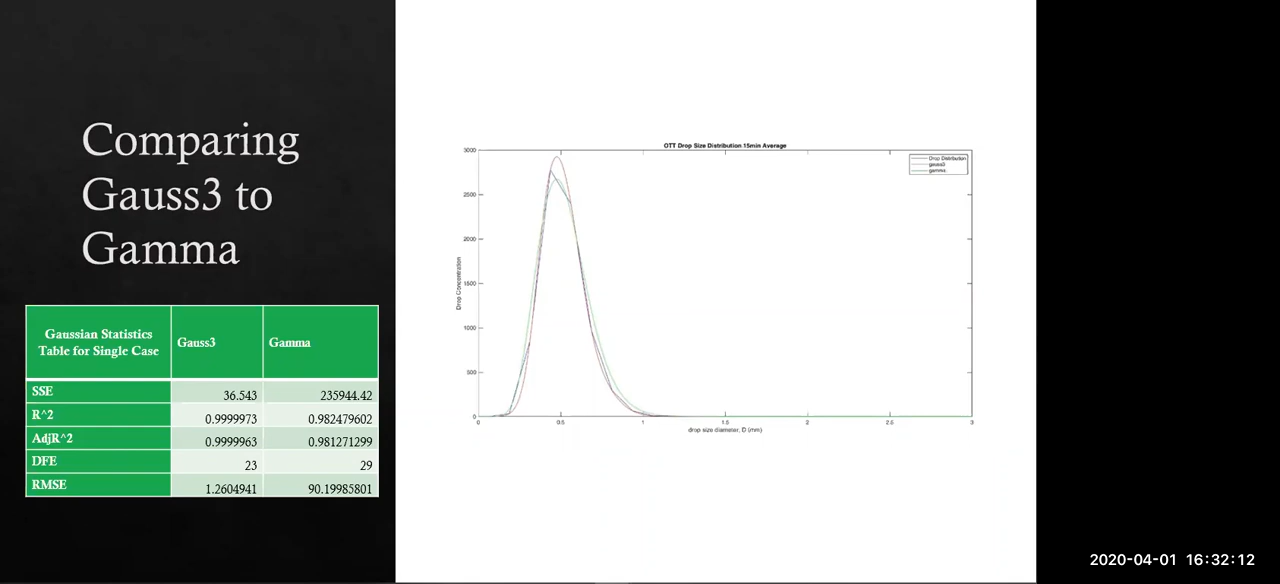 Comparing
Gauss3 to
Gamma
Gaussian Statistics
Table for Single Case
Gauss3
Gamma
SSE
36.543
235944.42
R^2
0.9999973
0.982479602
AdjR^2
0.9999963
0.981271299
DFE
23
29
RMSE
1.2604941
90.19985801
OTT Drop Size Distribution 15min Average
Drop Distribution
gauss3
gamma
Drop Concentration
3000
2500
2000
1500
1000
500
0
0
0.5
1
1.5
2
2.5
3
drop size diameter, D (mm)
2020-04-01 16:32:12